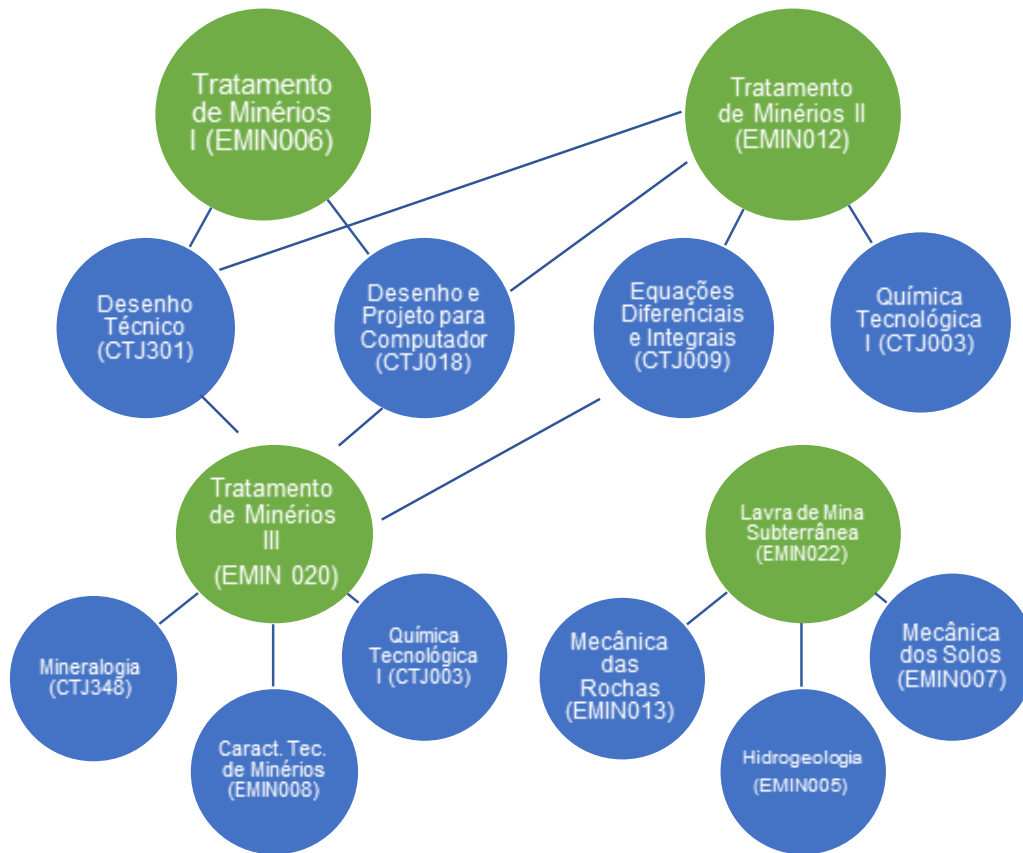 Tratamento
de Minérios
I (EMIN006)
Tratamento
de Minérios II
(EMIN012)
Desenho
Técnico
(CTJ301)
Desenho e
Projeto para
Computador
(CTJ018)
Equações
Diferenciais
e Integrais
(CTJ009)
Química
Tecnológica
I (CTJ003)
Tratamento
de Minérios
III
(EMIN 020)
Lavra de Mina
Subterrânea
(EMIN022)
Mineralogia
(CTJ348)
Caract. Tec.
de Minérios
(EMIN008)
Química
Tecnológica
I (CTJ003)
Mecânica
das
Rochas
(EMIN013)
Hidrogeologia
(EMIN005)
Mecânica
dos Solos
(EMIN007)